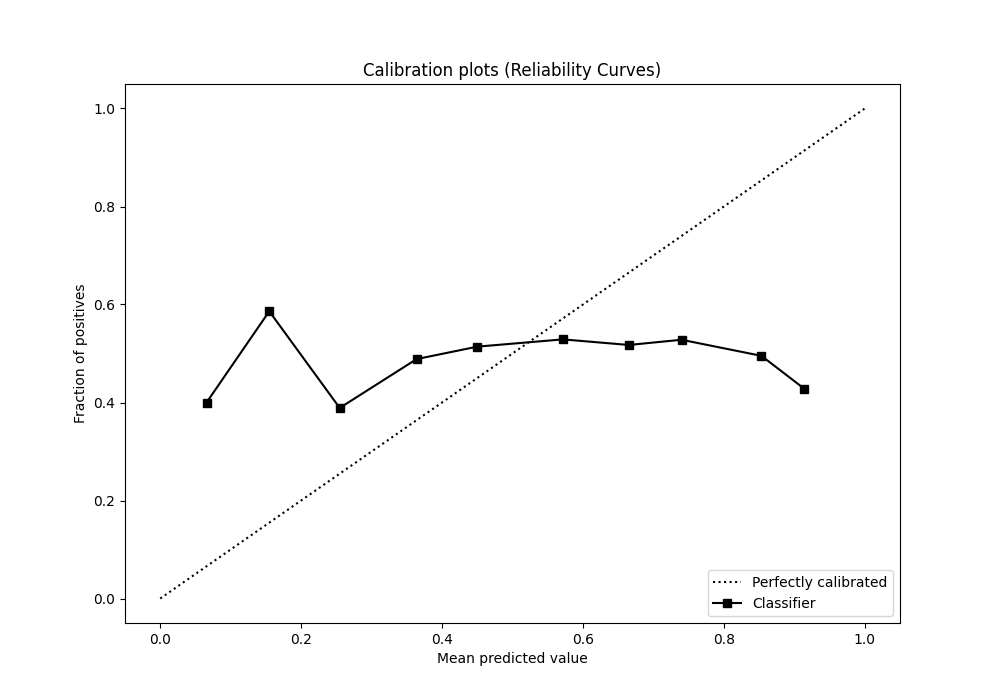 Calibration plots (Reliability Curves)
1.0
0.8
0.6
0.4
0.2
0.0
Fraction of positives
0.0 0.2 0.4 0.6 0.8 1.0
Mean predicted value
Perfectly calibrated
Classifier